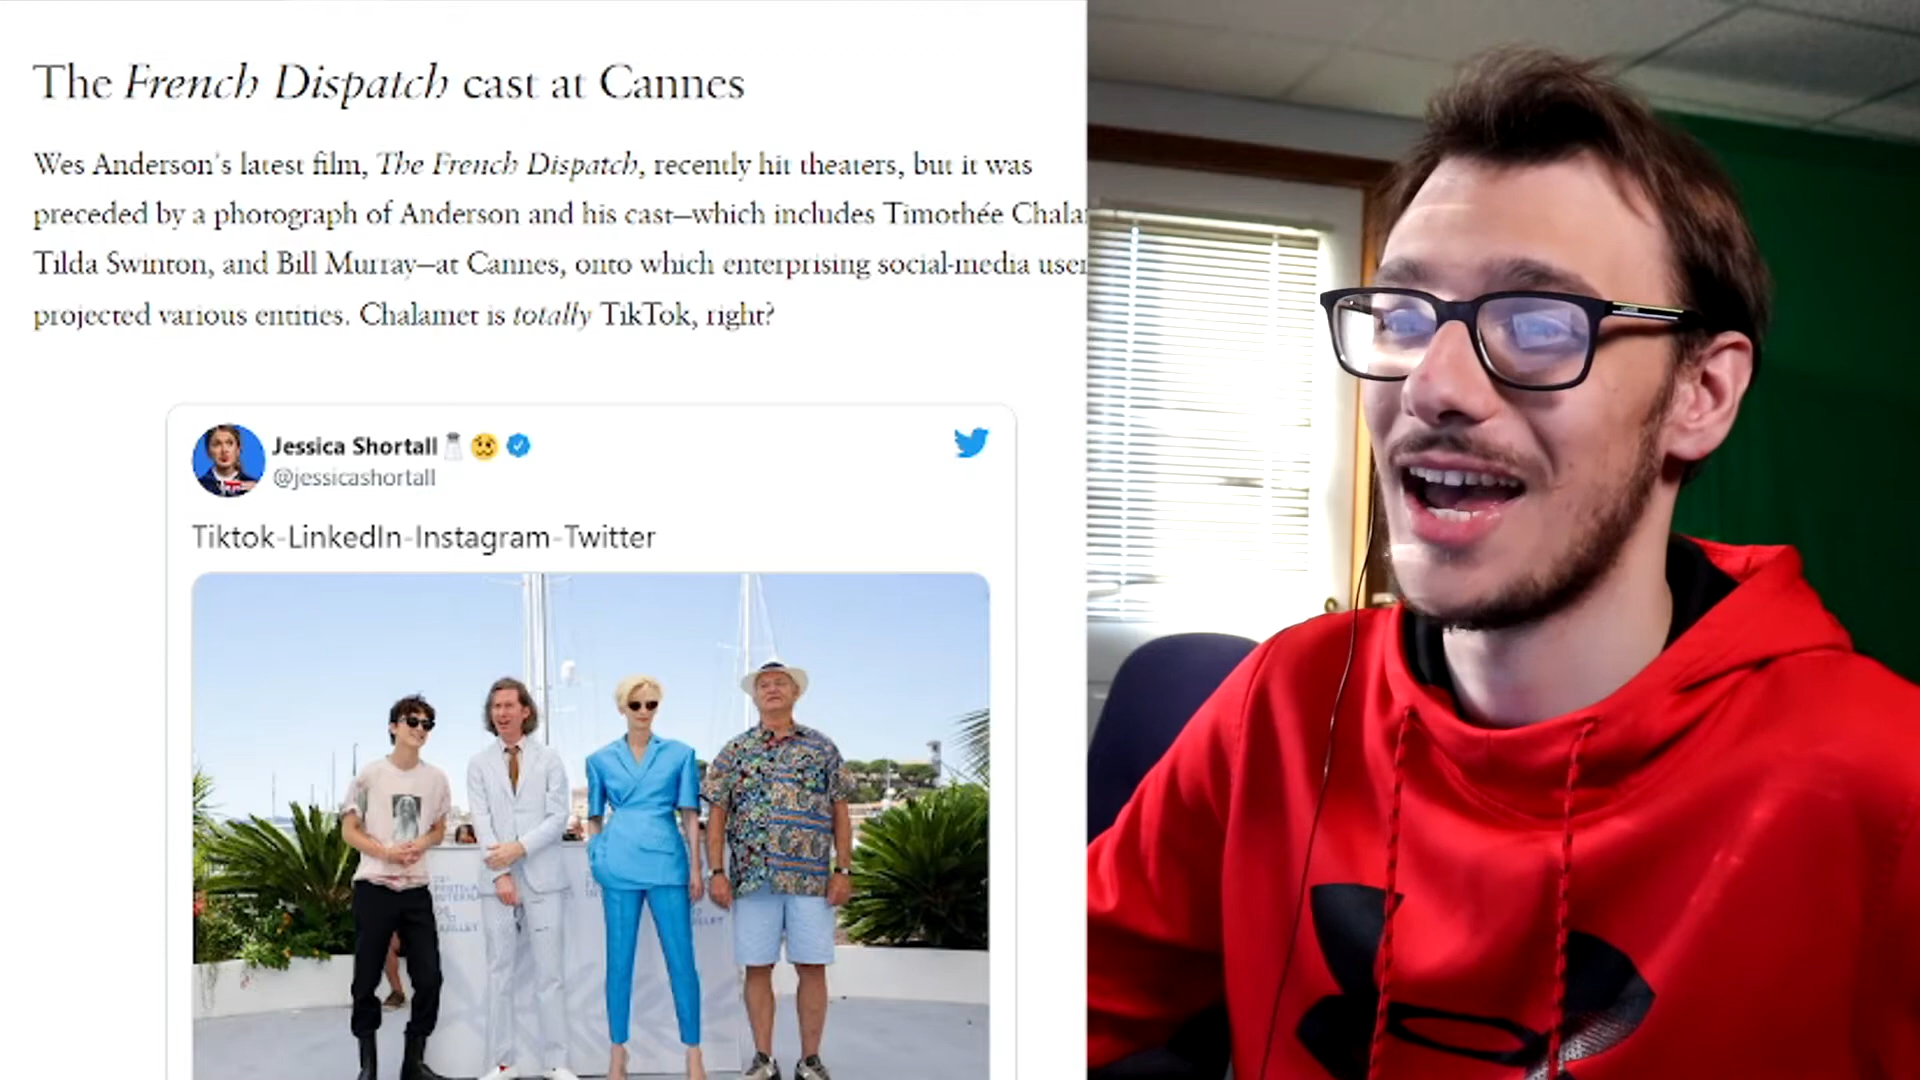 The French Dispatch cast at Cannes
Wes Anderson's latest film, The French Dispatch, recently hit theaters, but it was
preceded by a photograph of Anderson and his cast—which includes Timothée
Tilda Swinton, and Bill Murray—at Cannes, onto which enterprising social-media
projected various entities. Chalamet is totally TikTok, right?
Jessica Shortall
@jessicashortall
Tiktok-LinkedIn-Instagram-Twitter